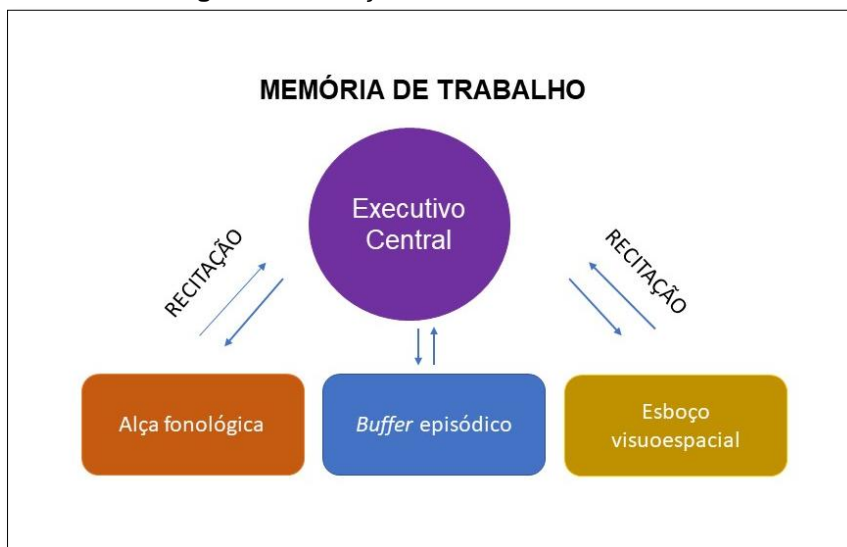 MEMÓRIA DE TRABALHO
Executivo
Central
RECITAÇÃO
RECITAÇÃO
Alça fonológica
Buffer episódico
Esboço
visuoespacial